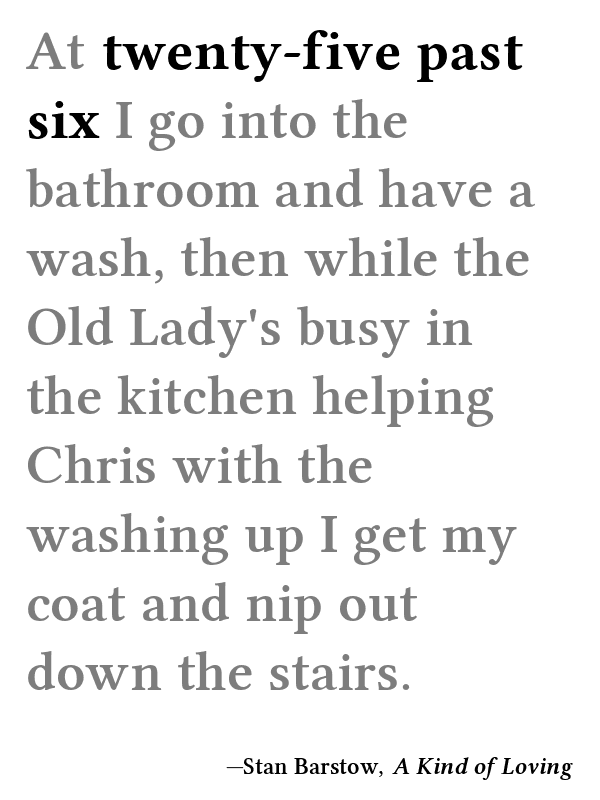 At twenty-five past
six I go into the
bathroom and have a
wash, then while the
Old Lady's busy in
the kitchen helping
Chris with the
washing up I get my
coat and nip out
down the stairs.
—Stan Barstow, A Kind of Loving